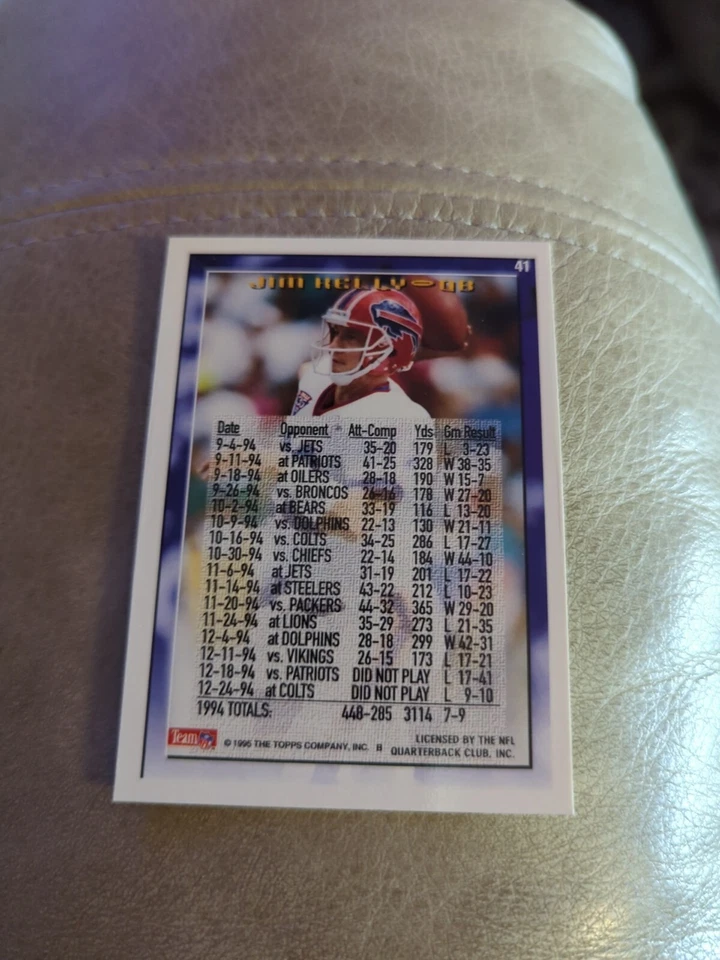 41
JIM KELLY QB
Date Opponent Att-Comp Yds Gm Result
9-4-94 vs. JETS 35-20 179 L 3-23
9-11-94 at PATRIOTS 41-25 328 W 38-35
9-18-94 at OILERS 28-18 190 W 15-7
9-26-94 vs. BRONCOS 26-16 178 W 27-20
10-2-94 at BEARS 33-19 116 L 13-20
10-9-94 vs. DOLPHINS 22-13 130 W 21-11
10-16-94 vs. COLTS 34-25 286 L 17-27
10-30-94 vs. CHIEFS 22-14 184 W 44-10
11-6-94 at JETS 31-19 201 L 17-22
11-14-94 at STEELERS 43-22 212 L 10-23
11-20-94 vs. PACKERS 44-32 365 W 29-20
11-24-94 at LIONS 35-29 273 L 21-35
12-4-94 at DOLPHINS 28-18 299 W 42-31
12-11-94 vs. VIKINGS 26-15 173 L 17-21
12-18-94 vs. PATRIOTS DID NOT PLAY L 17-41
12-24-94 at COLTS DID NOT PLAY L 9-10
1994 TOTALS: 448-285 3114 7-9
Team NFL © 1995 THE TOPPS COMPANY, INC. B
LICENSED BY THE NFL
QUARTERBACK CLUB, INC.